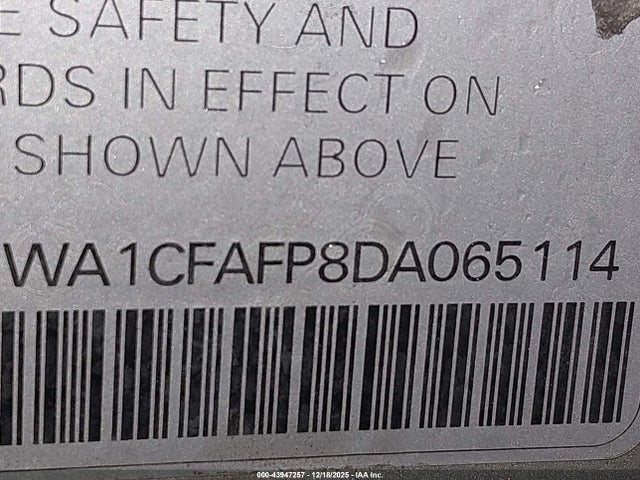 E SAFETY AND
RDS IN EFFECT ON
SHOWN ABOVE
WA1CFAFP8DA065114
000-43947257 - 12/18/2025 - IAA Inc.